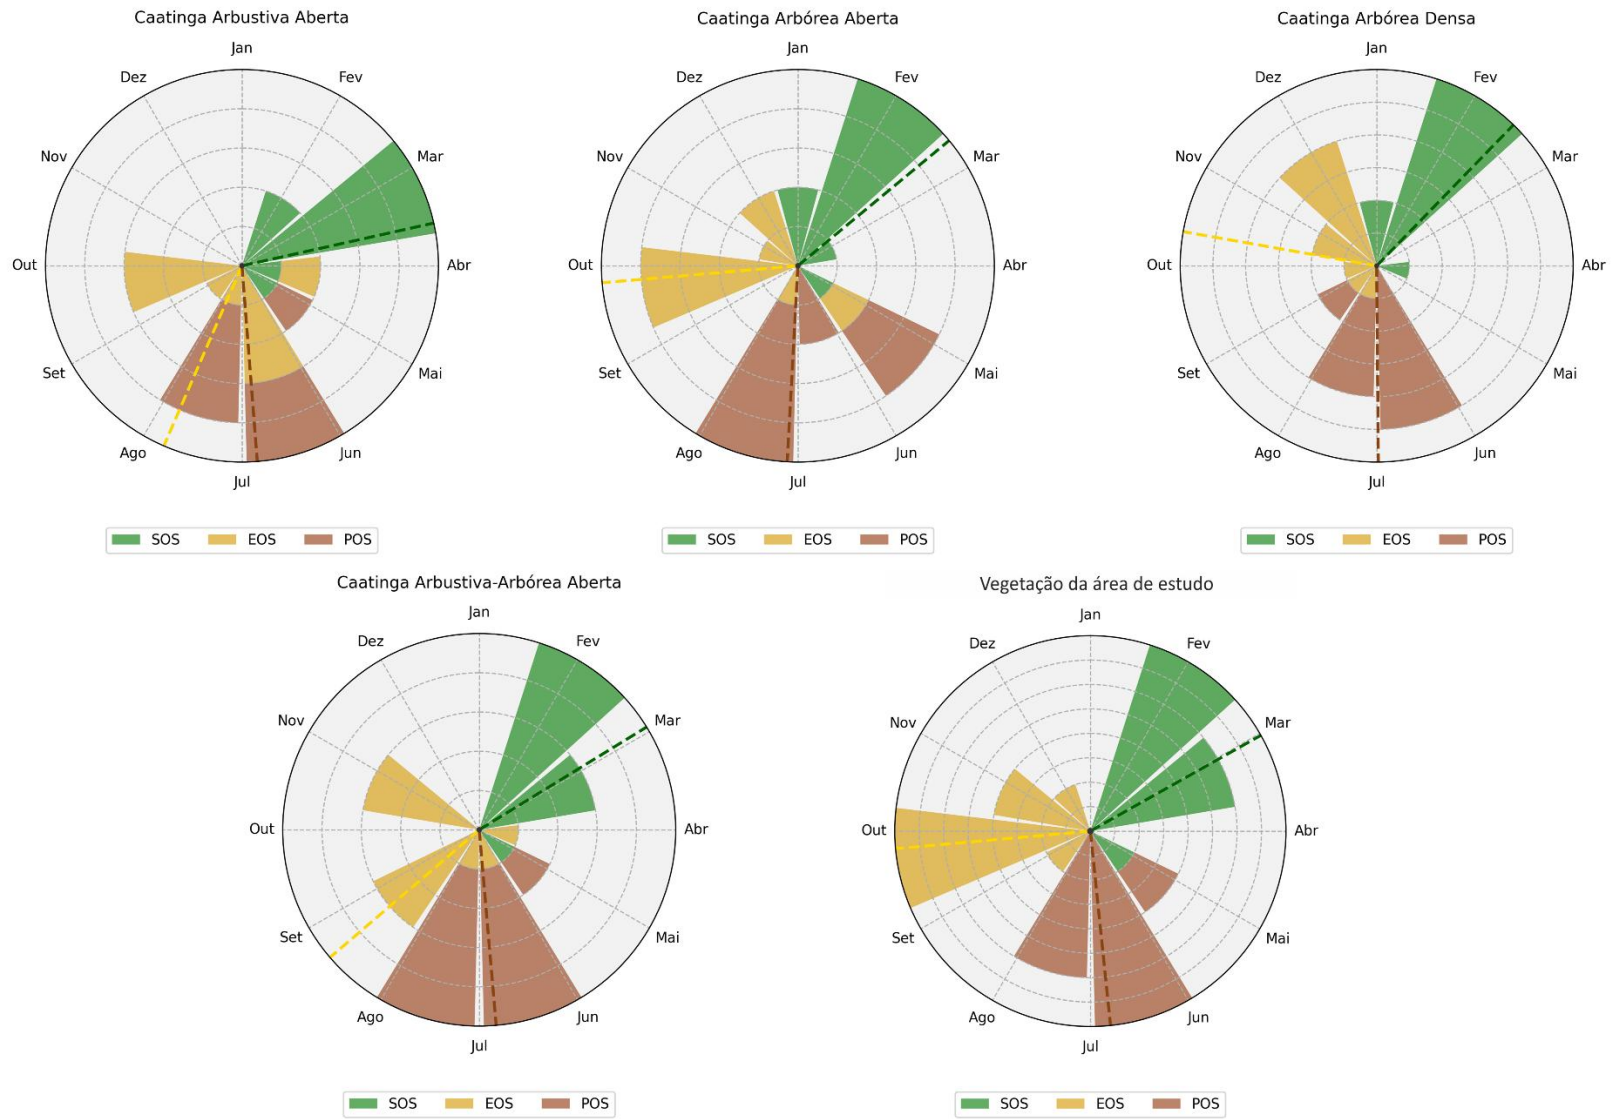 Caatinga Arbustiva Aberta
Jan
Fev
Mar
Abr
Mai
Jun
Jul
Ago
Set
Out
Nov
Dez
SOS EOS POS
Caatinga Arbórea Aberta
Jan
Fev
Mar
Abr
Mai
Jun
Jul
Ago
Set
Out
Nov
Dez
SOS EOS POS
Caatinga Arbórea Densa
Jan
Fev
Mar
Abr
Mai
Jun
Jul
Ago
Set
Out
Nov
Dez
SOS EOS POS
Caatinga Arbustiva-Arbórea Aberta
Jan
Fev
Mar
Abr
Mai
Jun
Jul
Ago
Set
Out
Nov
Dez
SOS EOS POS
Vegetação da área de estudo
Jan
Fev
Mar
Abr
Mai
Jun
Jul
Ago
Set
Out
Nov
Dez
SOS EOS POS